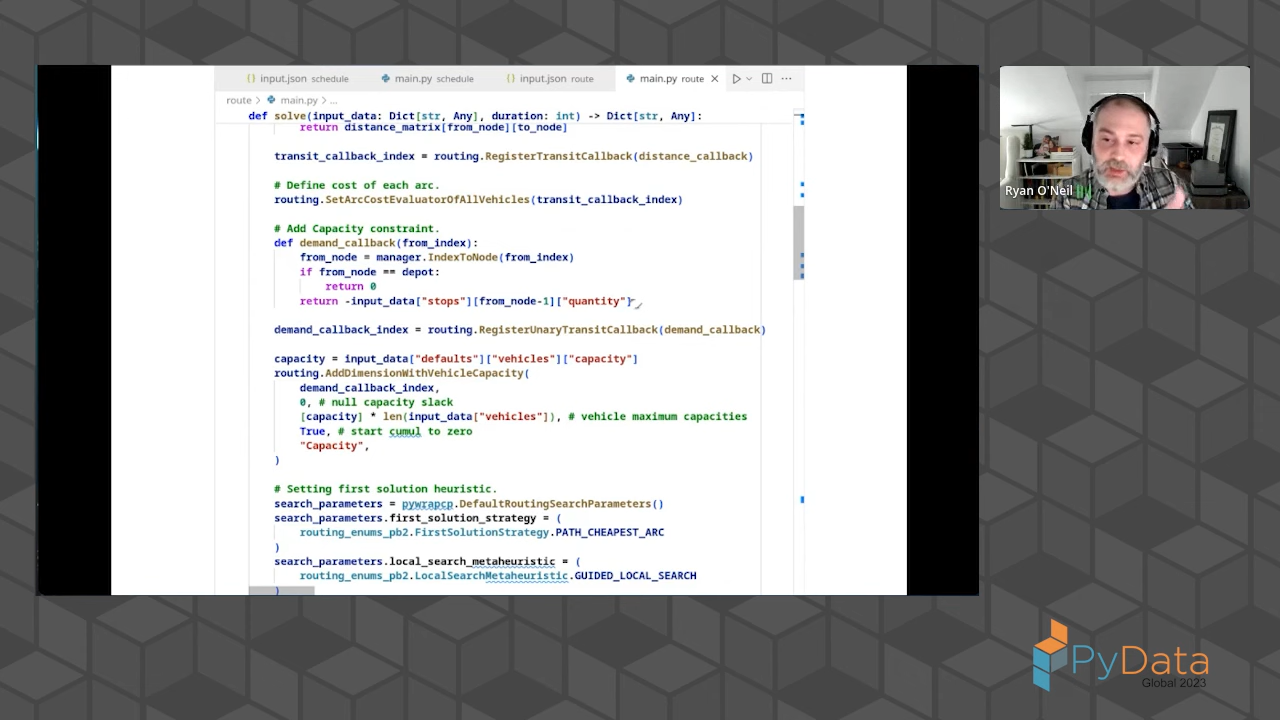 input.json schedule
main.py schedule
input.json route
main.py route
route > main.py > ...
def solve(input_data: Dict[str, Any], duration: int) -> Dict[str, Any]:
return distance_matrix[from_node][to_node]
transit_callback_index = routing.RegisterTransitCallback(distance_callback)
# Define cost of each arc.
routing.SetArcCostEvaluatorOfAllVehicles(transit_callback_index)
# Add Capacity constraint.
def demand_callback(from_index):
from_node = manager.IndexToNode(from_index)
if from_node == depot:
return 0
return -input_data["stops"][from_node-1]["quantity"]
demand_callback_index = routing.RegisterUnaryTransitCallback(demand_callback)
capacity = input_data["defaults"]["vehicles"]["capacity"]
routing.AddDimensionWithVehicleCapacity(
demand_callback_index,
0, # null capacity slack
[capacity] * len(input_data["vehicles"]), # vehicle maximum capacities
True, # start cumul to zero
"Capacity",
)
# Setting first solution heuristic.
search_parameters = pywrapcp.DefaultRoutingSearchParameters()
search_parameters.first_solution_strategy = (
routing_enums_pb2.FirstSolutionStrategy.PATH_CHEAPEST_ARC
)
search_parameters.local_search_metaheuristic = (
routing_enums_pb2.LocalSearchMetaheuristic.GUIDED_LOCAL_SEARCH
)
Ryan O'Neil
PyData
Global 2023